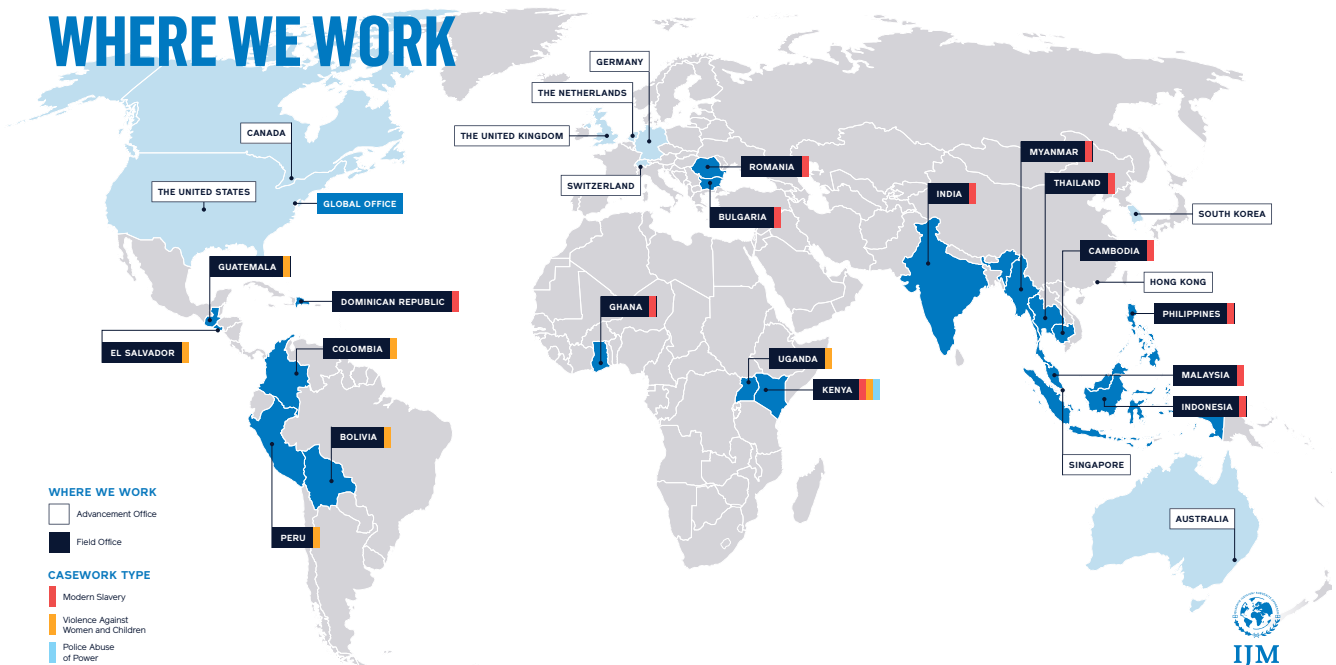 WHERE WE WORK
GERMANY
THE NETHERLANDS
CANADA
THE UNITED KINGDOM
MYANMAR
ROMANIA
THAILAND
SWITZERLAND
THE UNITED STATES
INDIA
GLOBAL OFFICE
BULGARIA
SOUTH KOREA
CAMBODIA
GUATEMALA
HONG KONG
DOMINICAN REPUBLIC
GHANA
PHILIPPINES
EL SALVADOR
COLOMBIA
UGANDA
MALAYSIA
KENYA
INDONESIA
BOLIVIA
SINGAPORE
AUSTRALIA
PERU
WHERE WE WORK
Advancement Office
Field Office
CASEWORK TYPE
Modern Slavery
Violence Against
Women and Children
Police Abuse
of Power
IJM